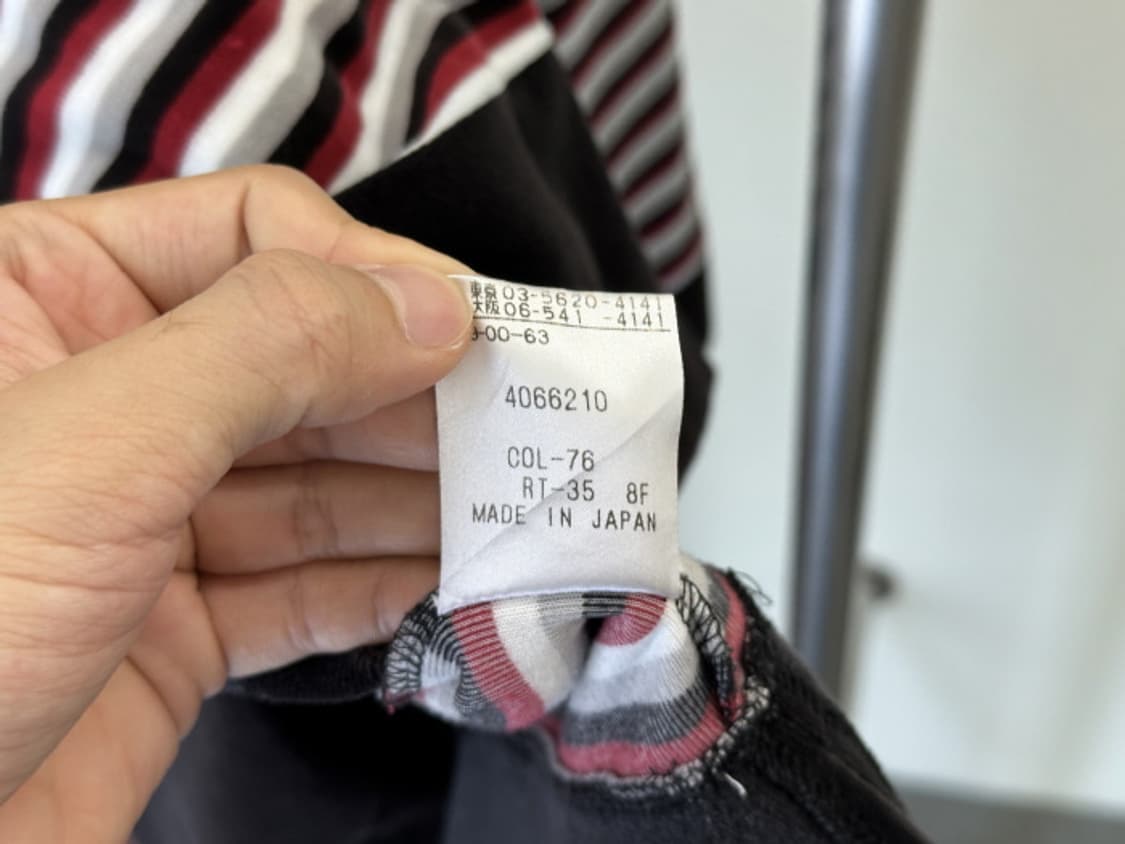 東京03-5620-4141
大阪06-541 -4141
-00-63
4066210
COL-76
RT-35 8F
MADE IN JAPAN